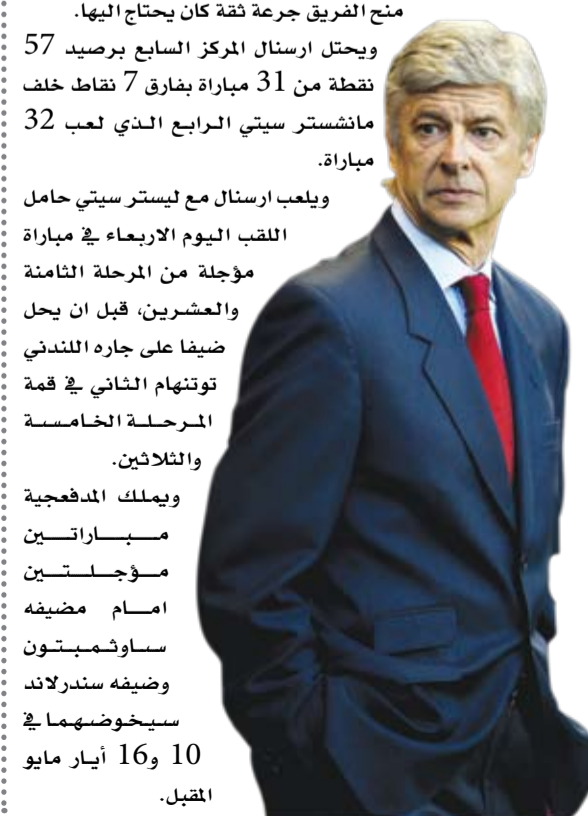 منح الفريق جرعة ثقة كان يحتاج اليها.
ويحتل ارسنال المركز السابع برصيد 57
نقطة من 31 مباراة بفارق 7 نقاط خلف
مانشستر سيتي الرابع الذي لعب 32
مباراة.
ويلعب ارسنال مع ليستر سيتي حامل
اللقب اليوم الاربعاء في مباراة
مؤجلة من المرحلة الثامنة
والعشرين، قبل ان يحل
ضيفا على جاره اللندني
توتنهام الثاني في قمة
المرحلة الخامسة
والثلاثين.
ويملك المدفعجية
مباراتين
مؤجلتين
امام مضيفه
ساوثمبتون
وضيفه سندرلاند
سيخوضهما في
10 و16 أيار مايو
المقبل.